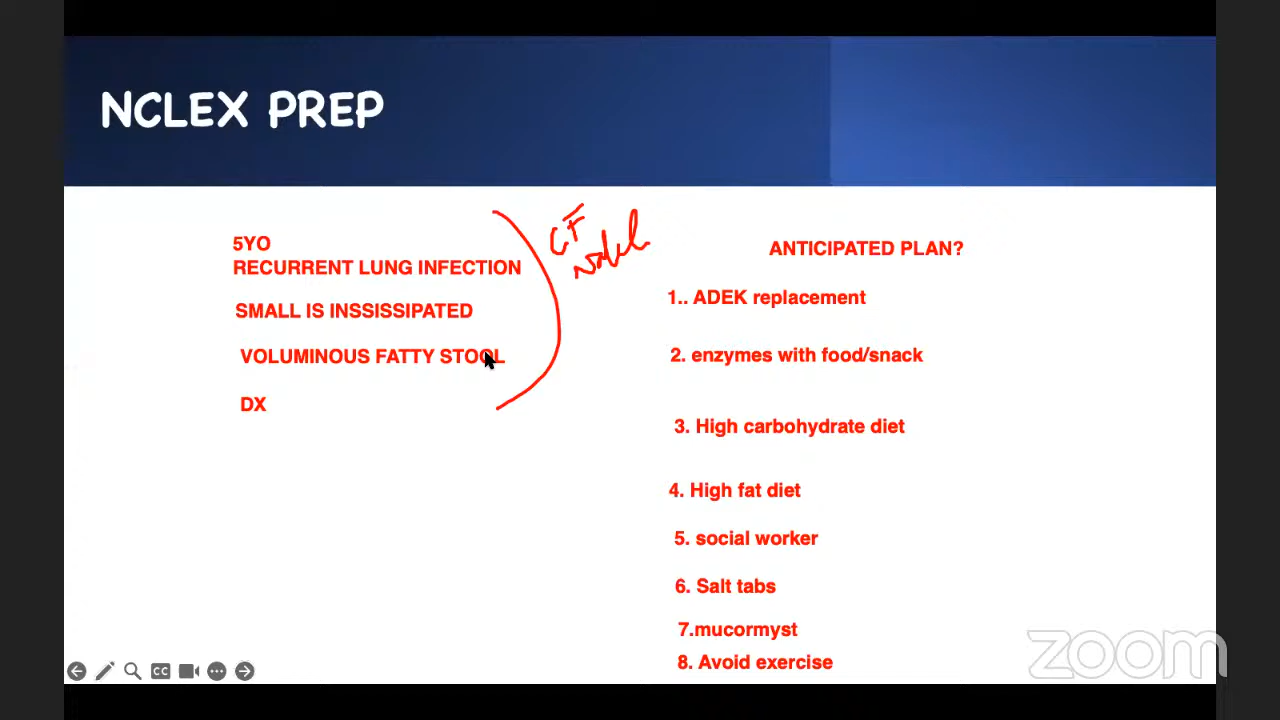 NCLEX PREP
5YO
RECURRENT LUNG INFECTION
SMALL IS INSSISSIPATED
VOLUMINOUS FATTY STOOL
DX
CF
ANTICIPATED PLAN?
1.. ADEK replacement
2. enzymes with food/snack
3. High carbohydrate diet
4. High fat diet
5. social worker
6. Salt tabs
7.mucormyst
8. Avoid exercise
CC
zoom